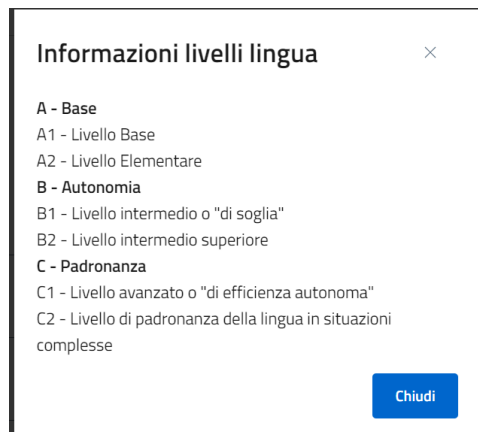 Informazioni livelli lingua
A - Base
A1 - Livello Base
A2 - Livello Elementare
B - Autonomia
B1 - Livello intermedio o "di soglia"
B2 - Livello intermedio superiore
C - Padronanza
C1 - Livello avanzato o "di efficienza autonoma"
C2 - Livello di padronanza della lingua in situazioni
complesse
Chiudi